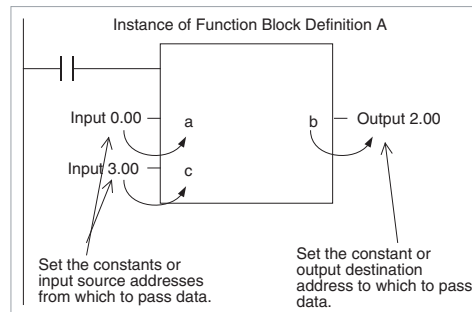 Instance of Function Block Definition A
Input 0.00
a
b
Output 2.00
Input 3.00
c
Set the constants or
input source addresses
from which to pass data.
Set the constant or
output destination
address to which to pass
data.